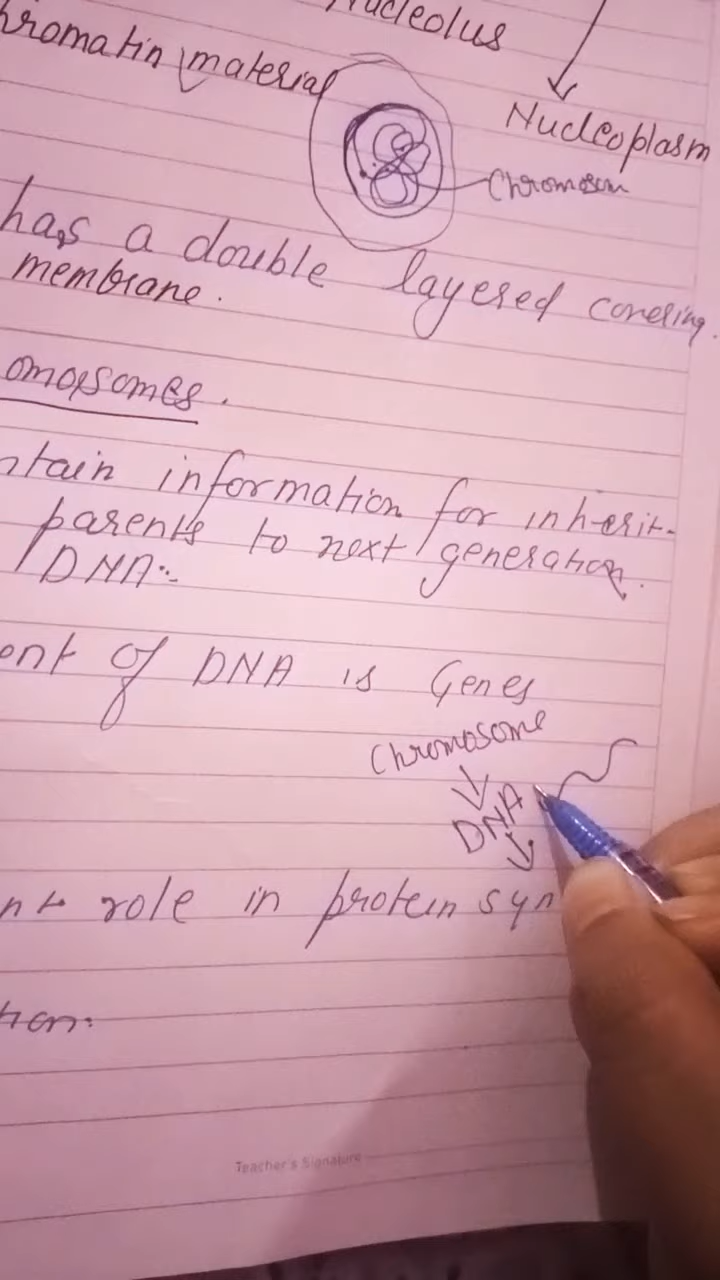 Nucleolus
hromatin material
Nucleoplasm
Chromosom
has a double layered covering.
membrane.
omosomes.
ntain information for inherit-
parents to next generation.
DNA.
ent of DNA is Genes
Chromosome
DNA
nt role in protein syn
tion.
Teacher's Signature